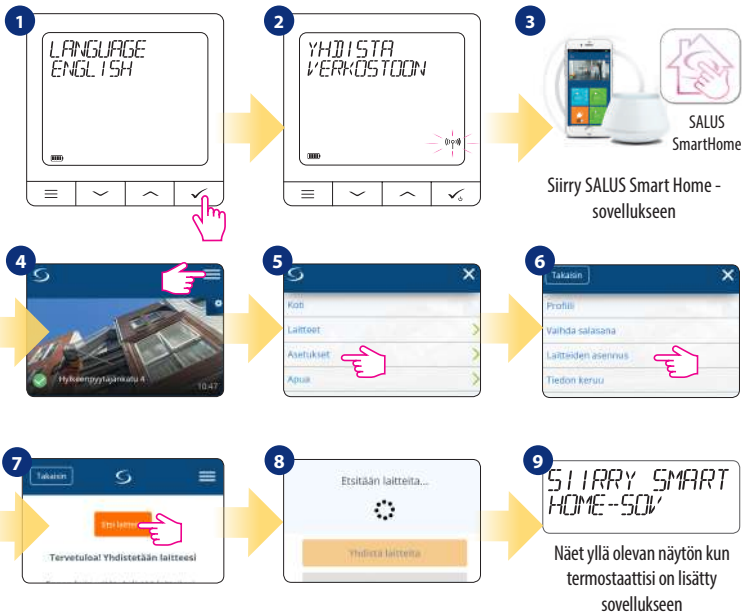 1
LANGUAGE
ENGLISH
2
YHDISTA
VERKOSTOON
3
SALUS
SmartHome
Siirry SALUS Smart Home -
sovellukseen
4
Hylkeenpyytäjänkatu 4
10:47
5
Koti
Laitteet
Asetukset
Apua
6
Takaisin
Profiili
Vaihda salasana
Laitteiden asennus
Tiedon keruu
7
Takaisin
Etsi
Tervetuloa! Yhdistetään laitteesi
8
Etsitään laitteita...
Yhdistä laitteita
9
SIIRRY SMART
HOME-SOV
Näet yllä olevan näytön kun
termostaattisi on lisätty
sovellukseen